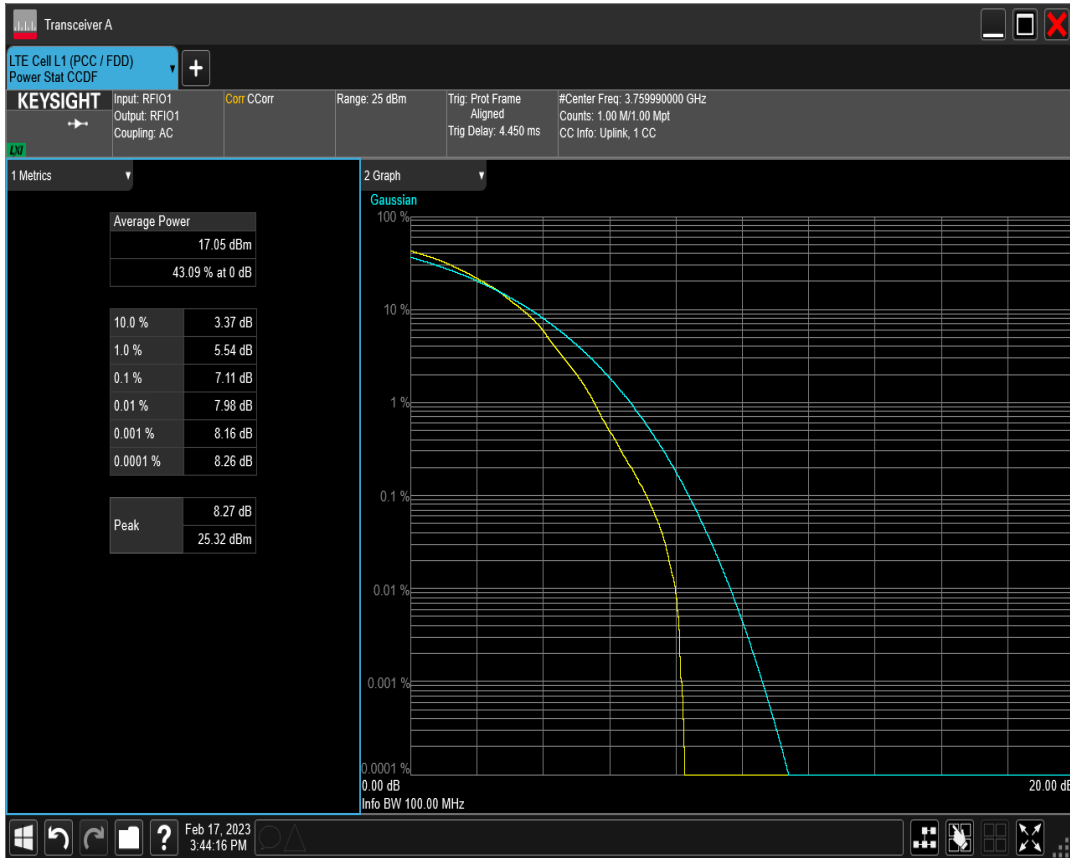 Transceiver A
LTE Cell L1 (PCC / FDD)
Power Stat CCDF
+
KEYSIGHT
LXI
Input: RFIO1
Output: RFIO1
Coupling: AC
Corr CCorr
Range: 25 dBm
Trig: Prot Frame
Aligned
Trig Delay: 4.450 ms
#Center Freq: 3.759990000 GHz
Counts: 1.00 M/1.00 Mpt
CC Info: Uplink, 1 CC
1 Metrics
Average Power
17.05 dBm
43.09 % at 0 dB
10.0 % 3.37 dB
1.0 % 5.54 dB
0.1 % 7.11 dB
0.01 % 7.98 dB
0.001 % 8.16 dB
0.0001 % 8.26 dB
Peak
8.27 dB
25.32 dBm
2 Graph
Gaussian
100 %
10 %
1 %
0.1 %
0.01 %
0.001 %
0.0001 %
0.00 dB
20.00 dB
Info BW 100.00 MHz
?
Feb 17, 2023
3:44:16 PM